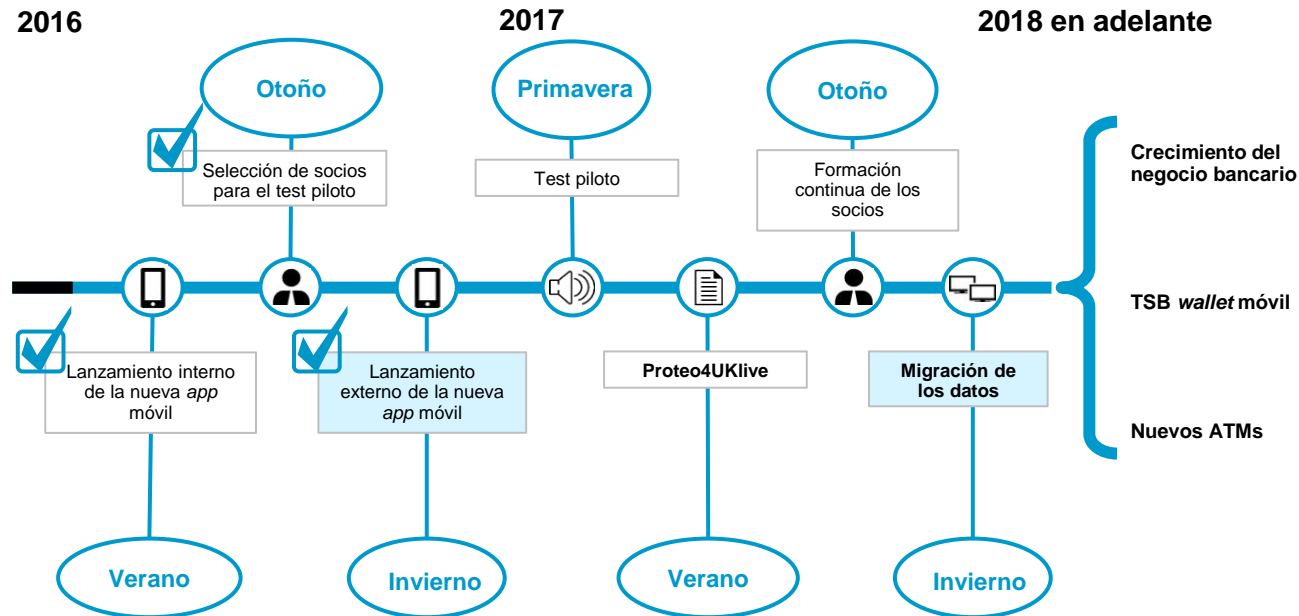 2016
2017
2018 en adelante
Otoño
Primavera
Otoño
Selección de socios
para el test piloto
Test piloto
Formación
continua de los
socios
Crecimiento del
negocio bancario
TSB wallet móvil
Nuevos ATMs
Lanzamiento interno
de la nueva app
móvil
Lanzamiento
externo de la nueva
app móvil
Proteo4UKlive
Migración de
los datos
Verano
Invierno
Verano
Invierno